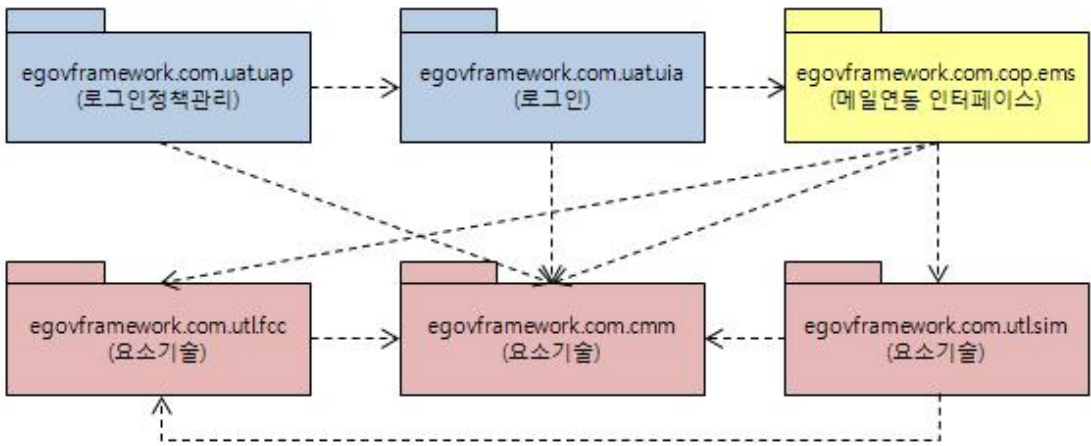 egovframework.com.uat.uap
(로그인정책관리)
egovframework.com.uat.uia
(로그인)
egovframework.com.cop.ems
(메일연동 인터페이스)
egovframework.com.utl.fcc
(요소기술)
egovframework.com.cmm
(요소기술)
egovframework.com.utl.sim
(요소기술)